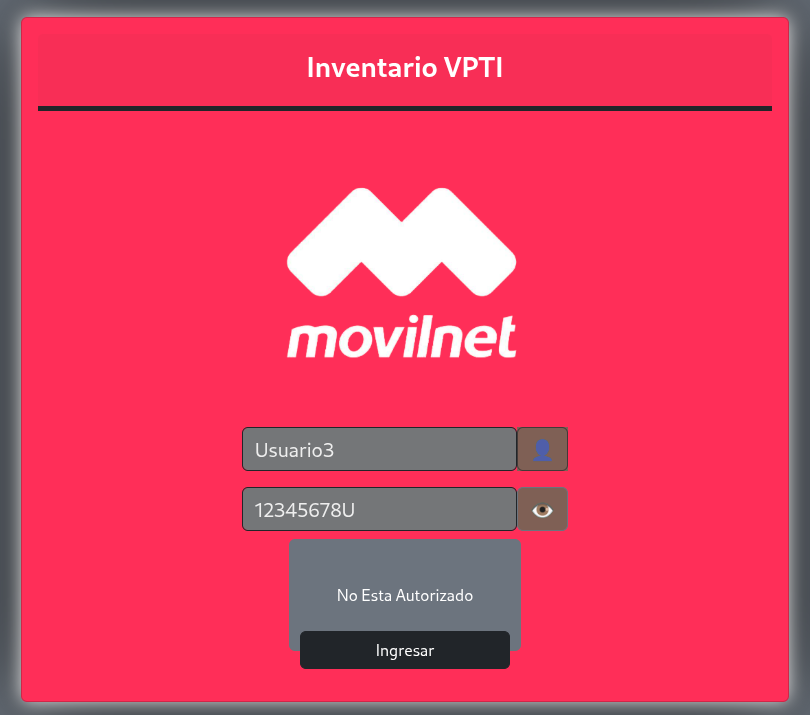 Inventario VPTI
movilnet
Usuario3
12345678U
No Esta Autorizado
Ingresar